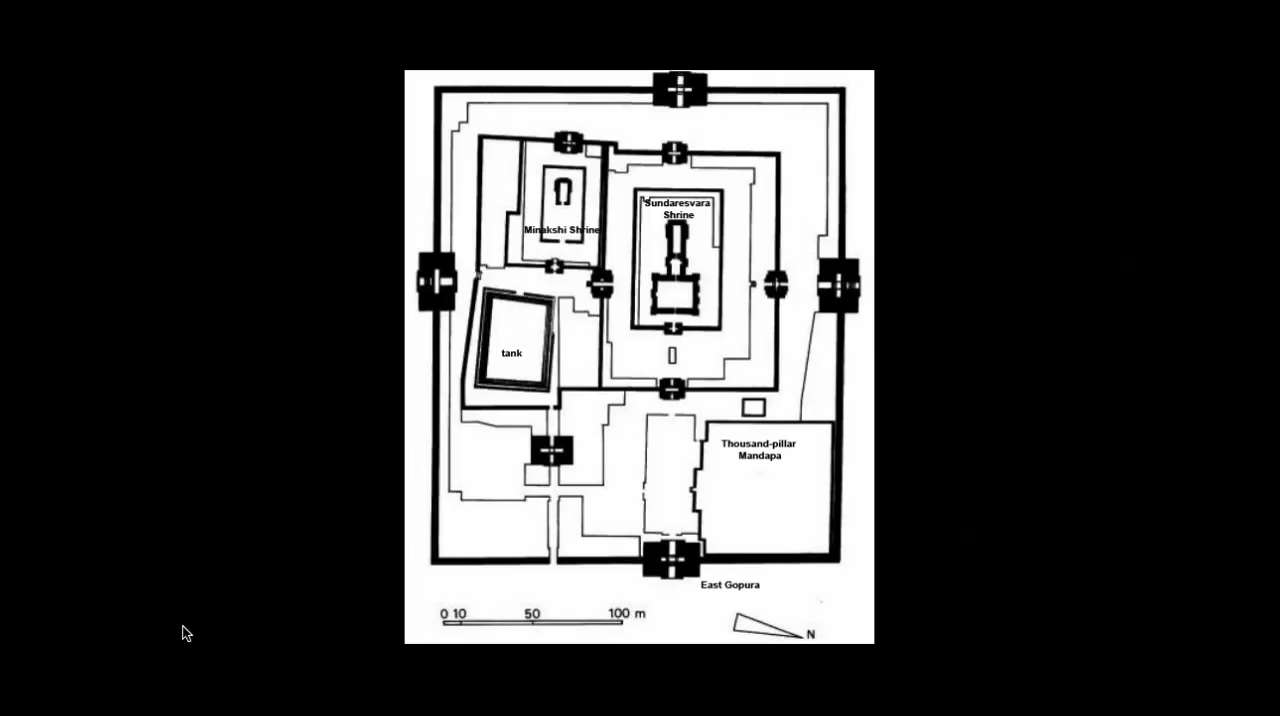 Sundaresvara
Shrine
Minakshi Shrine
tank
Thousand-pillar
Mandapa
East Gopura
0 10 50 100 m
N